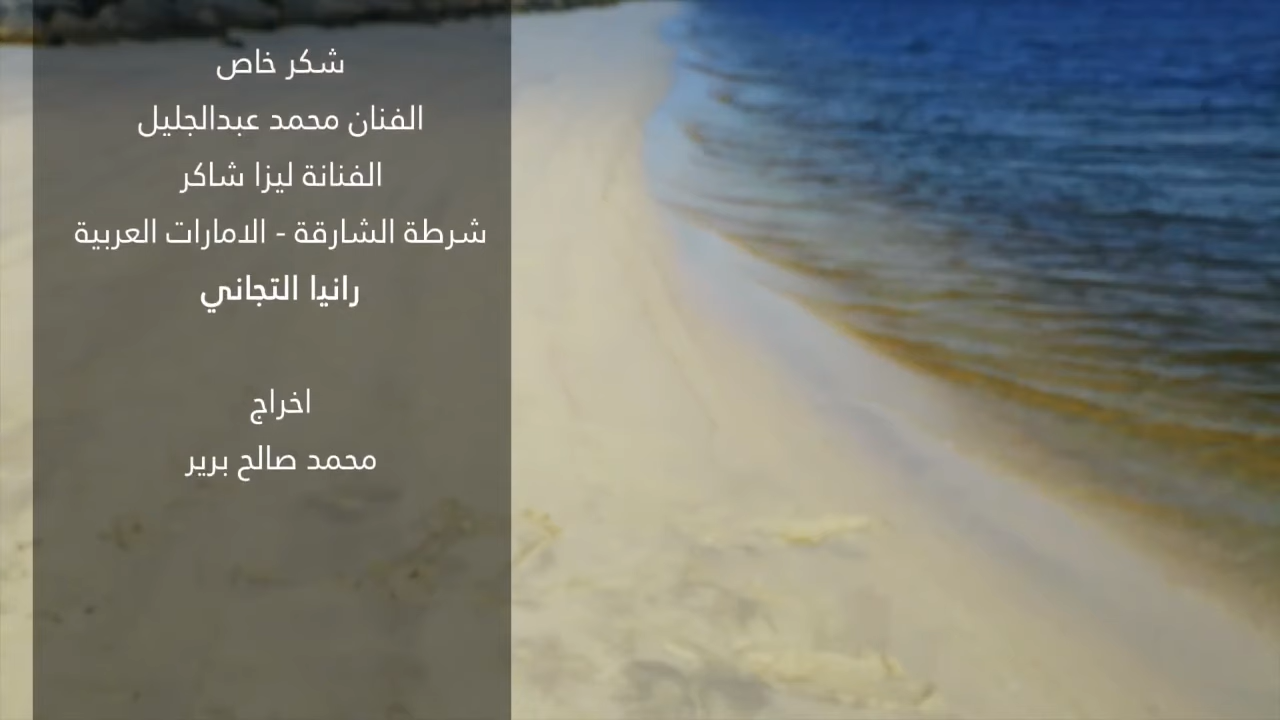 شكر خاص
الفنان محمد عبدالجليل
الفنانة ليزا شاكر
شرطة الشارقة - الامارات العربية
رانيا التجاني
اخراج
محمد صالح برير